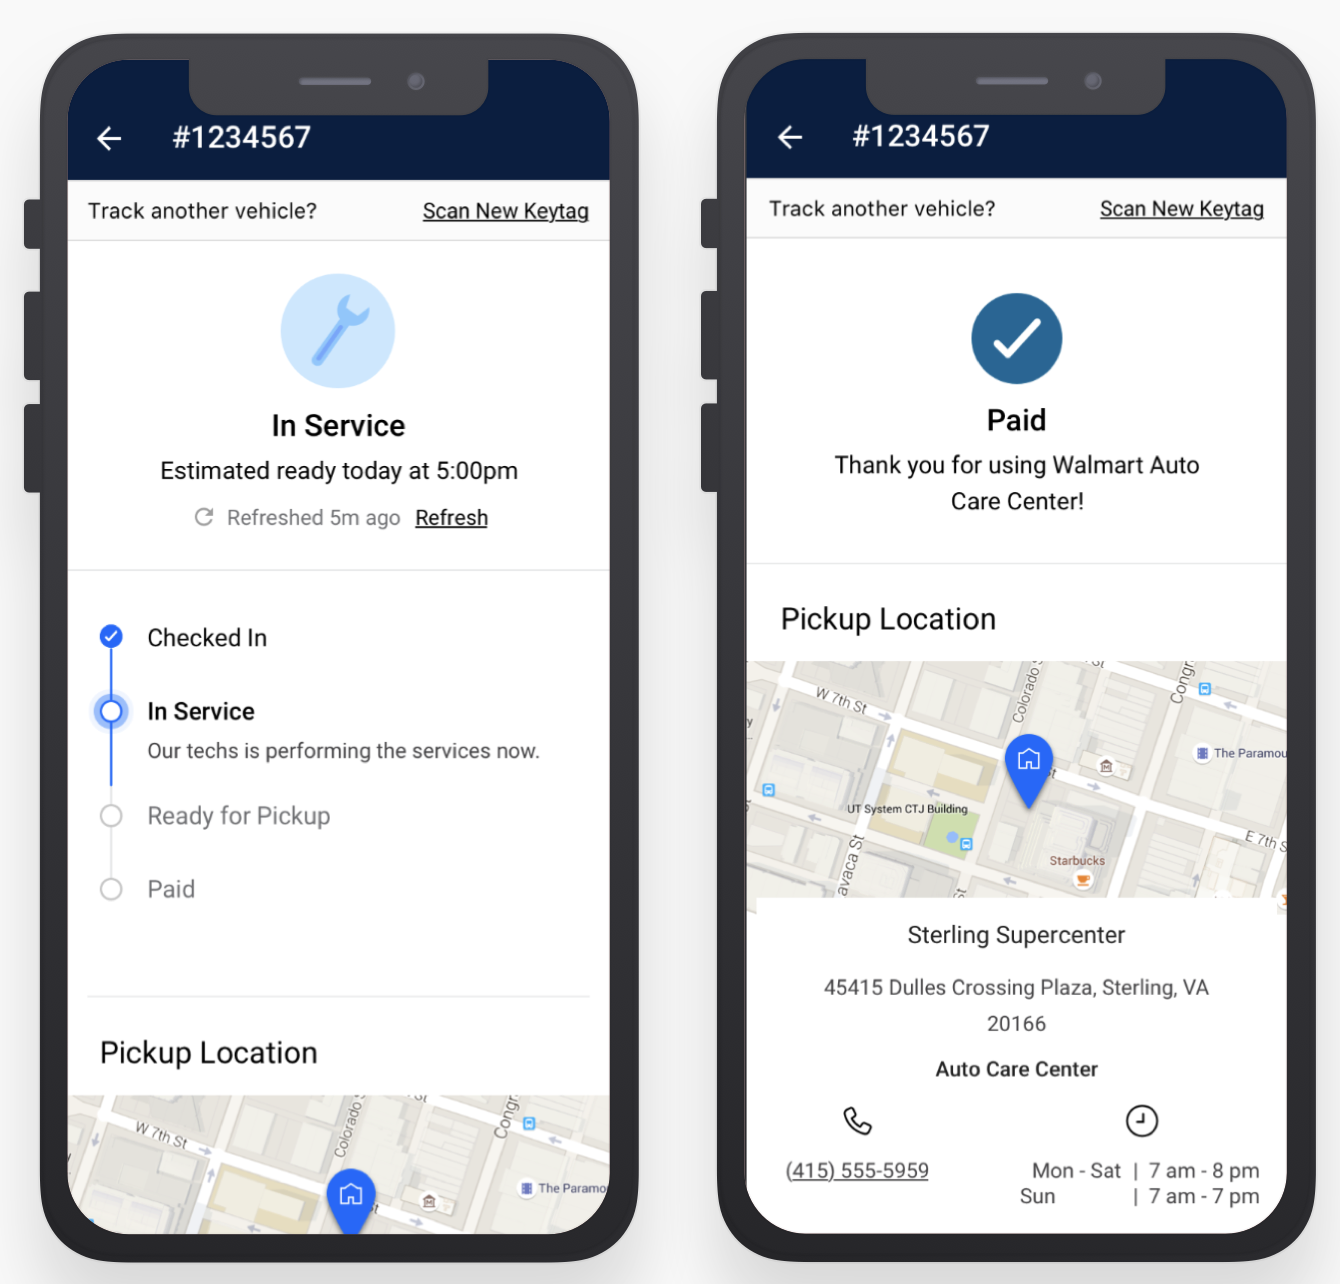 #1234567
Track another vehicle? Scan New Keytag
In Service
Estimated ready today at 5:00pm
Refreshed 5m ago Refresh
Checked In
In Service
Our techs is performing the services now.
Ready for Pickup
Paid
Pickup Location
W 7th St
Colorado
St
Congr
The Paramo
#1234567
Track another vehicle? Scan New Keytag
Paid
Thank you for using Walmart Auto
Care Center!
Pickup Location
W 7th St
Colorado S
St
Congr
The Paramou
UT System CTJ Building
E 7th S
Starbucks
avaca St
St
Sterling Supercenter
45415 Dulles Crossing Plaza, Sterling, VA
20166
Auto Care Center
(415) 555-5959
Mon - Sat | 7 am - 8 pm
Sun | 7 am - 7 pm